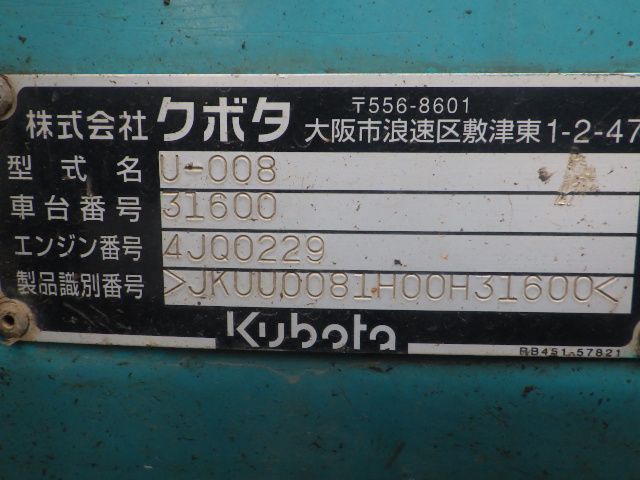 株式会社 クボタ 〒556-8601
大阪市浪速区敷津東1-2-47
型式名 U-008
車台番号 31600
エンジン番号 4JQ0229
製品識別番号 >JKUU0081H00H31600<
Kubota
RB451-57821